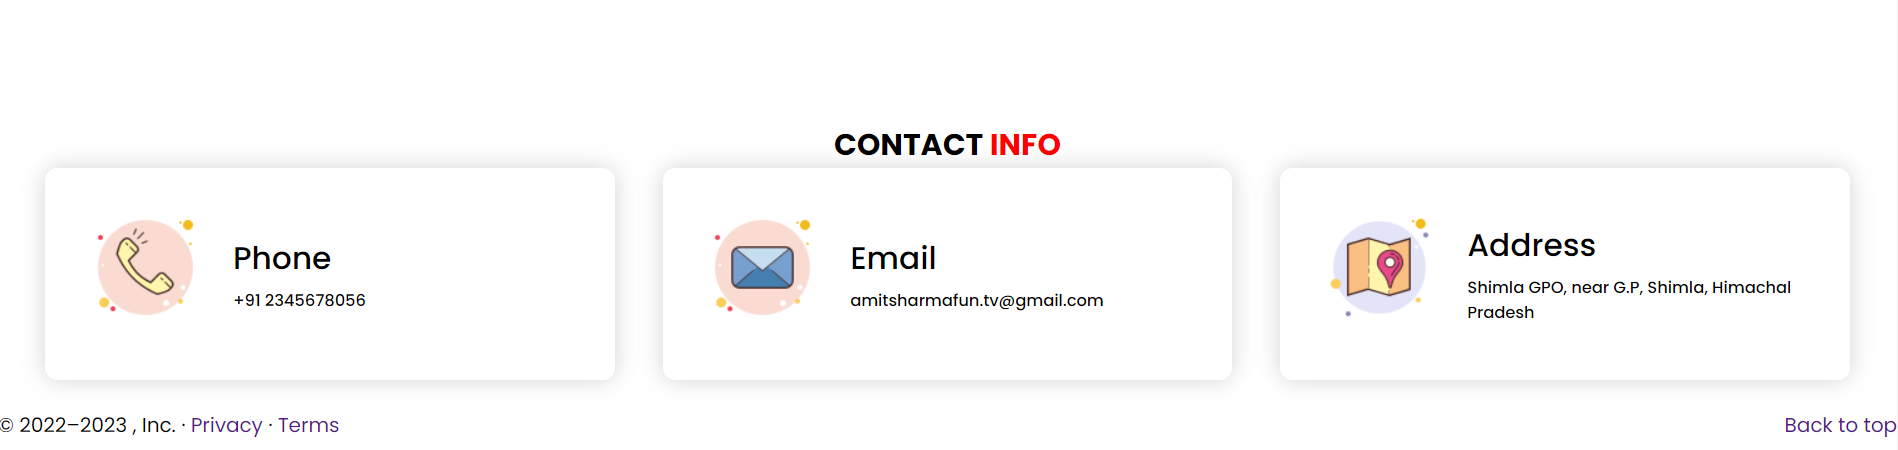 CONTACT INFO
Phone
+91 2345678056
Email
amitsharmafun.tv@gmail.com
Address
Shimla GPO, near G.P, Shimla, Himachal
Pradesh
© 2022–2023 , Inc. · Privacy · Terms
Back to top